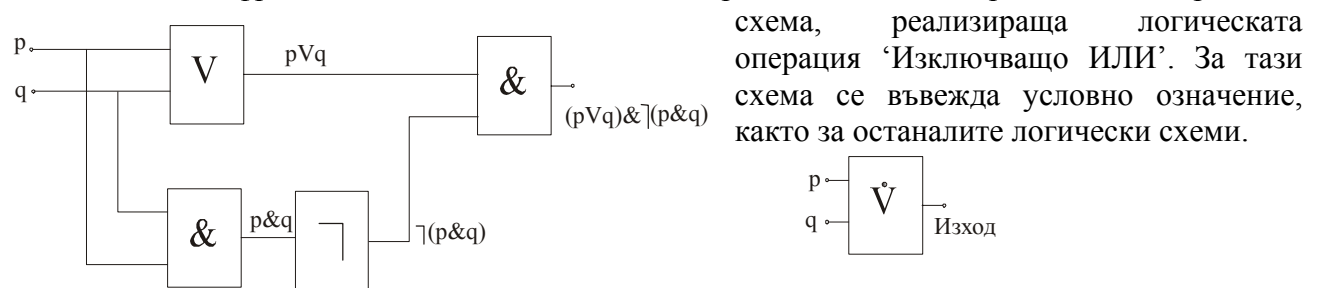 схема, реализираща логическата
операция ‘Изключващо ИЛИ’. За тази
схема се въвежда условно означение,
както за останалите логически схеми.
p
q
V
pVq
&
(pVq)&⌉(p&q)
&
p&q
⌉
⌉(p&q)
p
q
V̇
Изход